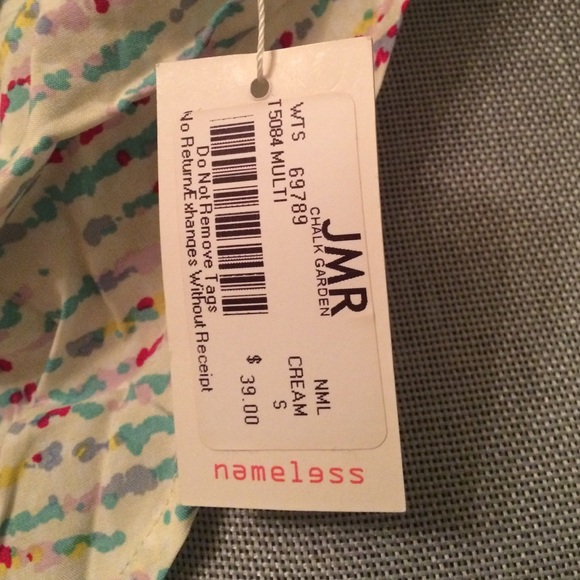 JMR
CHALK GARDEN
WTS 69789
T5084 MULTI
NML
CREAM
S
$ 39.00
Do Not Remove Tags
No Return/Exhanges Without Receipt
nameless